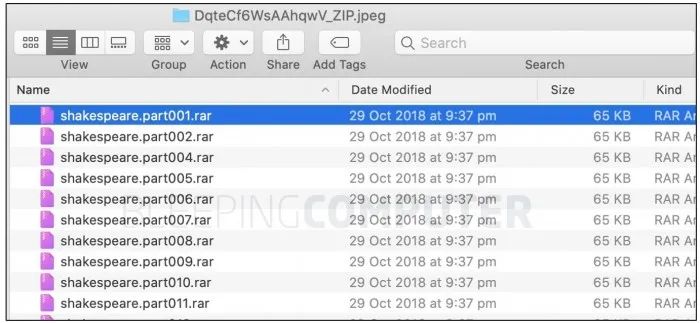 DqteCf6WsAAhqwV_ZIP.jpeg
Search
View Group Action Share Add Tags Search
Name Date Modified Size Kind
shakespeare.part001.rar 29 Oct 2018 at 9:37 pm 65 KB RAR Ar
shakespeare.part002.rar 29 Oct 2018 at 9:37 pm 65 KB RAR Ar
shakespeare.part004.rar 29 Oct 2018 at 9:37 pm 65 KB RAR Ar
shakespeare.part005.rar 29 Oct 2018 at 9:37 pm 65 KB RAR Ar
shakespeare.part006.rar 29 Oct 2018 at 9:37 pm 65 KB RAR Ar
BLEEPINGCOMPUTER
shakespeare.part007.rar 29 Oct 2018 at 9:37 pm 65 KB RAR Ar
shakespeare.part008.rar 29 Oct 2018 at 9:37 pm 65 KB RAR Ar
shakespeare.part009.rar 29 Oct 2018 at 9:37 pm 65 KB RAR Ar
shakespeare.part010.rar 29 Oct 2018 at 9:37 pm 65 KB RAR Ar
shakespeare.part011.rar 29 Oct 2018 at 9:37 pm 65 KB RAR Ar